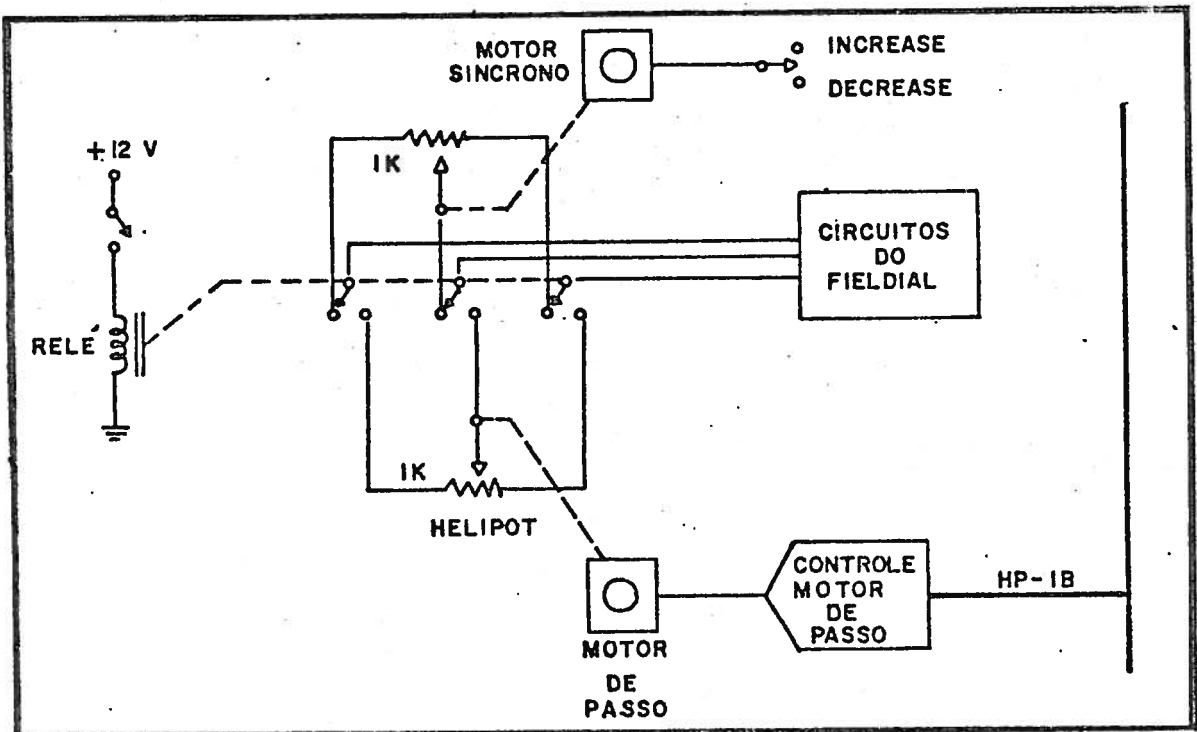 MOTOR
SINCRONO
INCREASE
DECREASE
+12 V
1K
CIRCUITOS
DO
FIELDIAL
RELÉ
1K
HELIPOT
CONTROLE
MOTOR
DE
PASSO
HP-IB
MOTOR
DE
PASSO